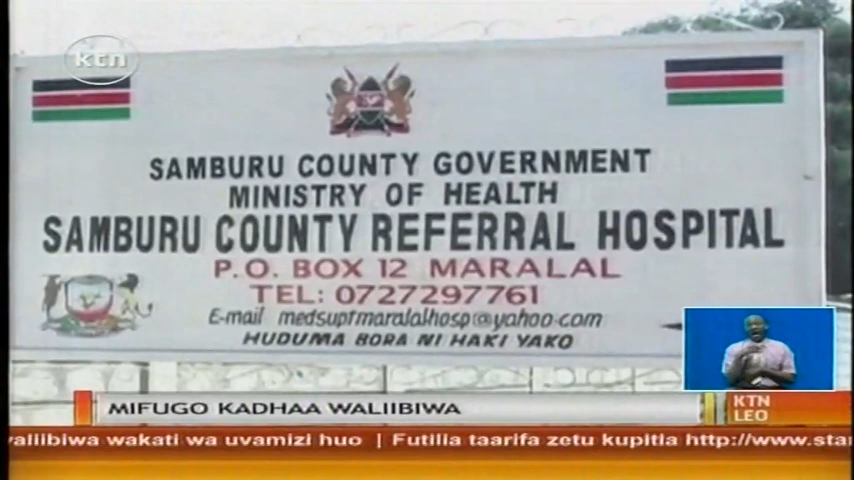 ktn
SAMBURU COUNTY GOVERNMENT
MINISTRY OF HEALTH
SAMBURU COUNTY REFERRAL HOSPITAL
P.O. BOX 12 MARALAL
TEL: 0727297761
E-mail medsuptmaralalhosp@yahoo.com
HUDUMA BORA NI HAKI YAKO
MIFUGO KADHAA WALIIBIWA
KTN
LEO
valiibiwa wakati wa uvamizi huo | Futilia taarifa zetu kupitia http://www.sta